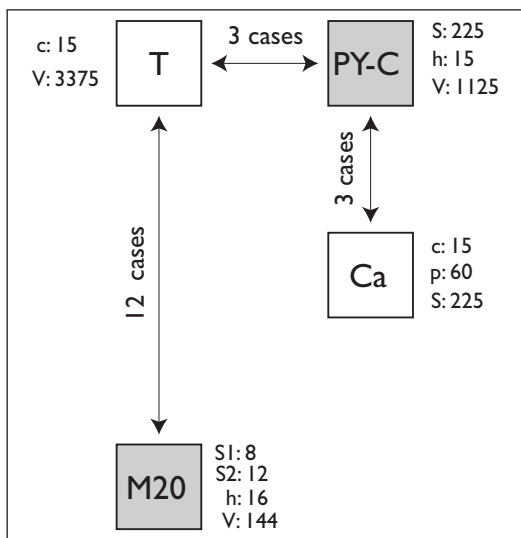 c: 15
V: 3375
T
3 cases
PY-C
S: 225
h: 15
V: 1125
3 cases
12 cases
Ca
c: 15
p: 60
S: 225
M20
S1: 8
S2: 12
h: 16
V: 144